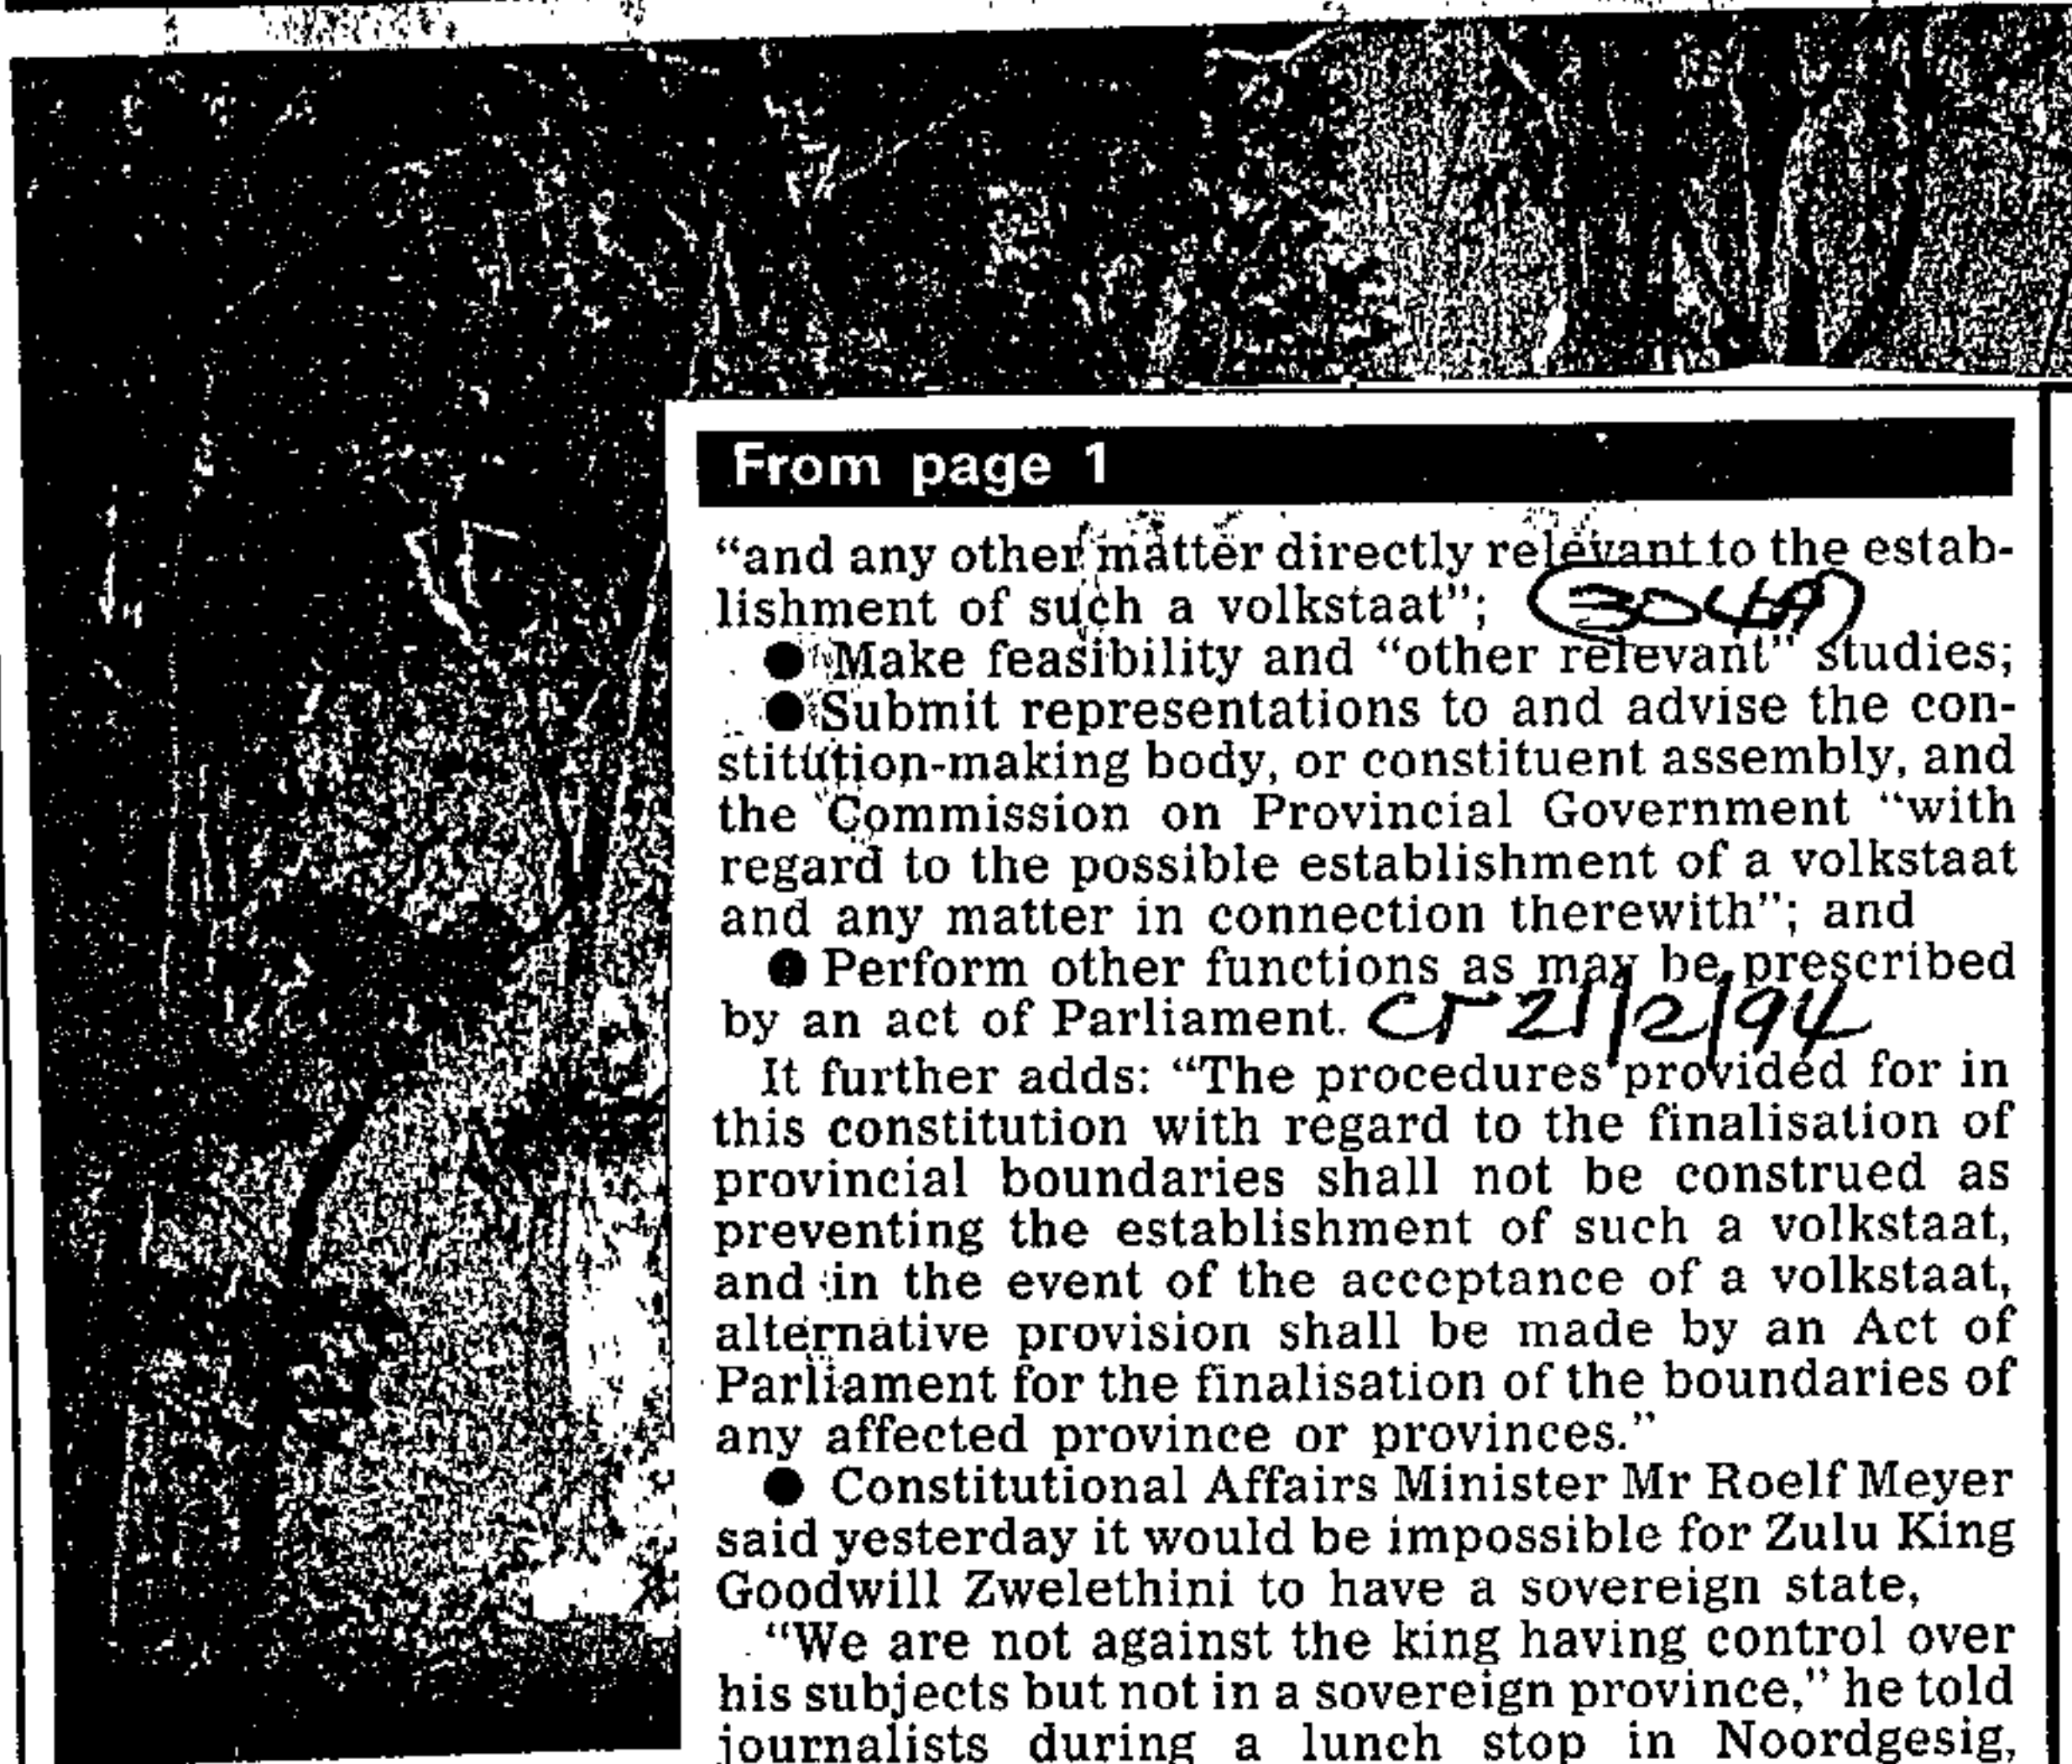 From page 1
“and any other matter directly relevant to the estab-
lishment of such a volkstaat”;
304A
● Make feasibility and “other relevant” studies;
● Submit representations to and advise the con-
stitution-making body, or constituent assembly, and
the Commission on Provincial Government “with
regard to the possible establishment of a volkstaat
and any matter in connection therewith”; and
● Perform other functions as may be prescribed
by an act of Parliament.
CT 21/2/94
It further adds: “The procedures provided for in
this constitution with regard to the finalisation of
provincial boundaries shall not be construed as
preventing the establishment of such a volkstaat,
and in the event of the acceptance of a volkstaat,
alternative provision shall be made by an Act of
Parliament for the finalisation of the boundaries of
any affected province or provinces.”
● Constitutional Affairs Minister Mr Roelf Meyer
said yesterday it would be impossible for Zulu King
Goodwill Zwelethini to have a sovereign state,
“We are not against the king having control over
his subjects but not in a sovereign province,” he told
journalists during a lunch stop in Noordgesig,